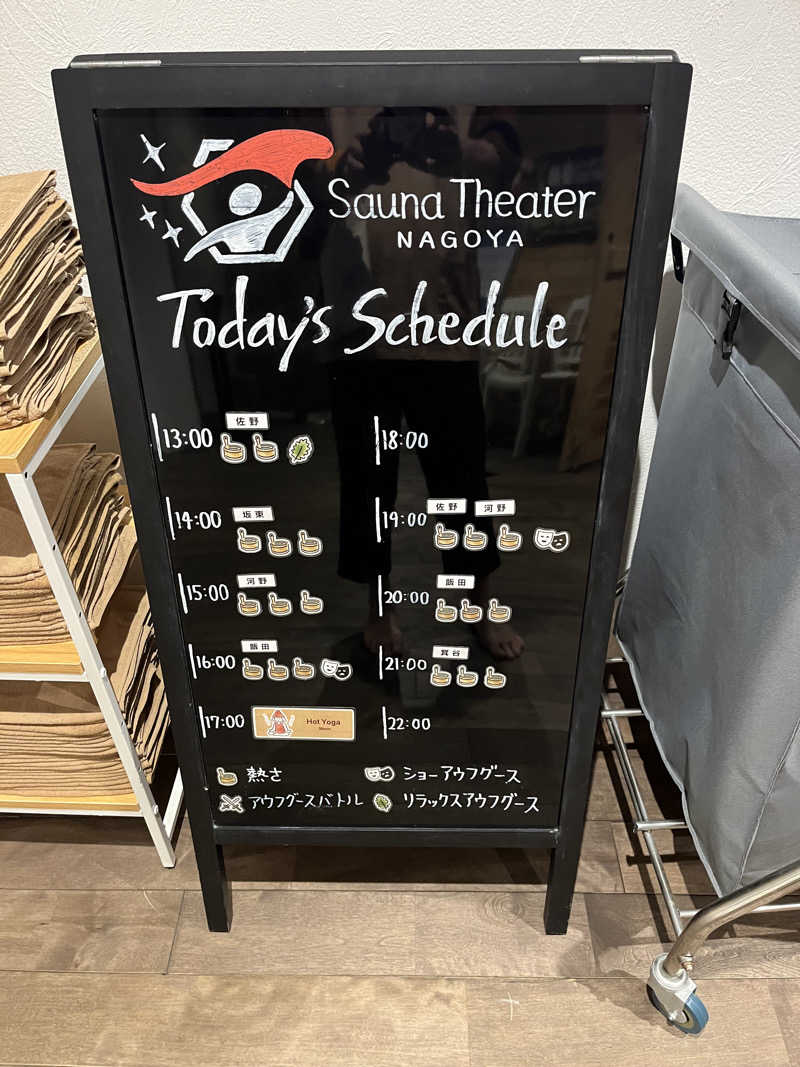 Sauna Theater
NAGOYA
Today's Schedule
佐野
13:00
坂東
14:00
河野
15:00
飯田
16:00
17:00
Hot Yoga
18:00
佐野 河野
19:00
飯田
20:00
箕谷
21:00
22:00
熱さ
ショーアウフグース
アウフグースバトル
リラックスアウフグース